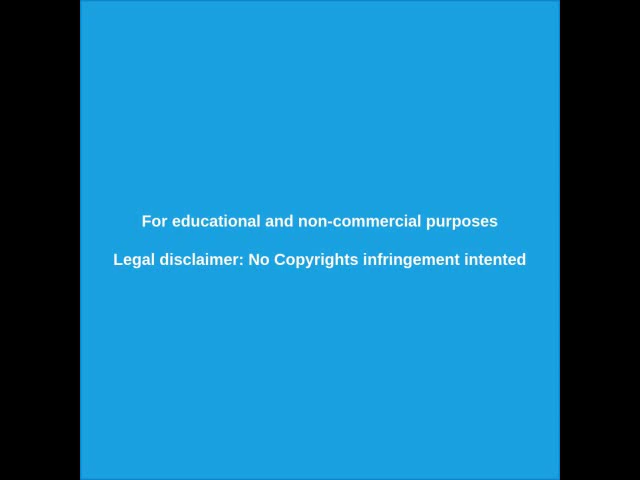 For educational and non-commercial purposes
Legal disclaimer: No Copyrights infringement intented